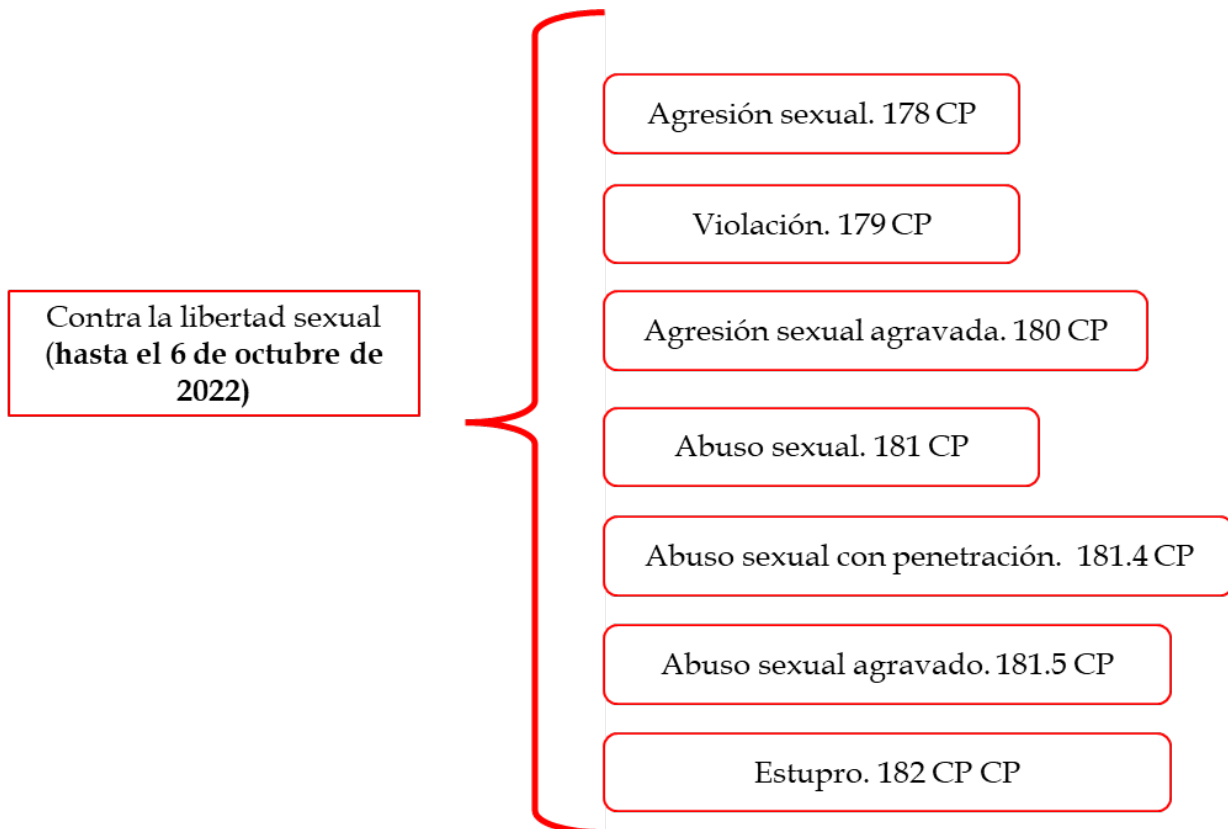 Contra la libertad sexual
(hasta el 6 de octubre de
2022)
Agresión sexual. 178 CP
Violación. 179 CP
Agresión sexual agravada. 180 CP
Abuso sexual. 181 CP
Abuso sexual con penetración. 181.4 CP
Abuso sexual agravado. 181.5 CP
Estupro. 182 CP CP